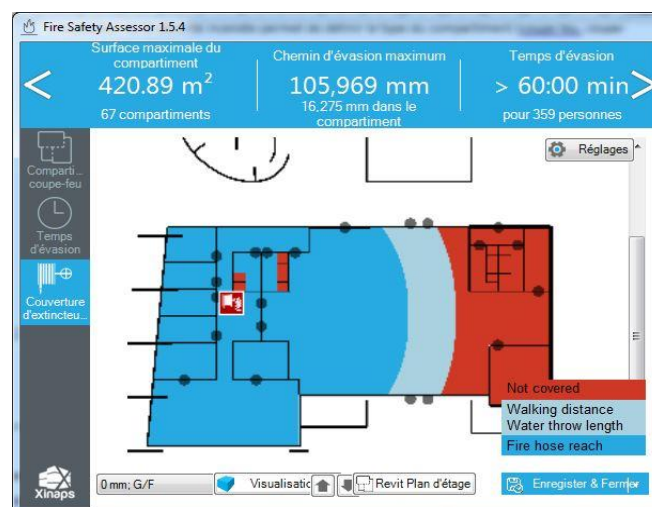 Fire Safety Assessor 1.5.4
Surface maximale du
compartiment
420.89 m²
67 compartiments
Chemin d'évasion maximum
105,969 mm
16,275 mm dans le
compartiment
Temps d'évasion
> 60:00 min
pour 359 personnes
Comparti...
coupe-feu
Temps
d'évasion
Couverture
d'extincteu...
Xinaps
Réglages
Not covered
Walking distance
Water throw length
Fire hose reach
0 mm; G/F
Visualisatic
Revit Plan d'étage
Enregister & Fermer